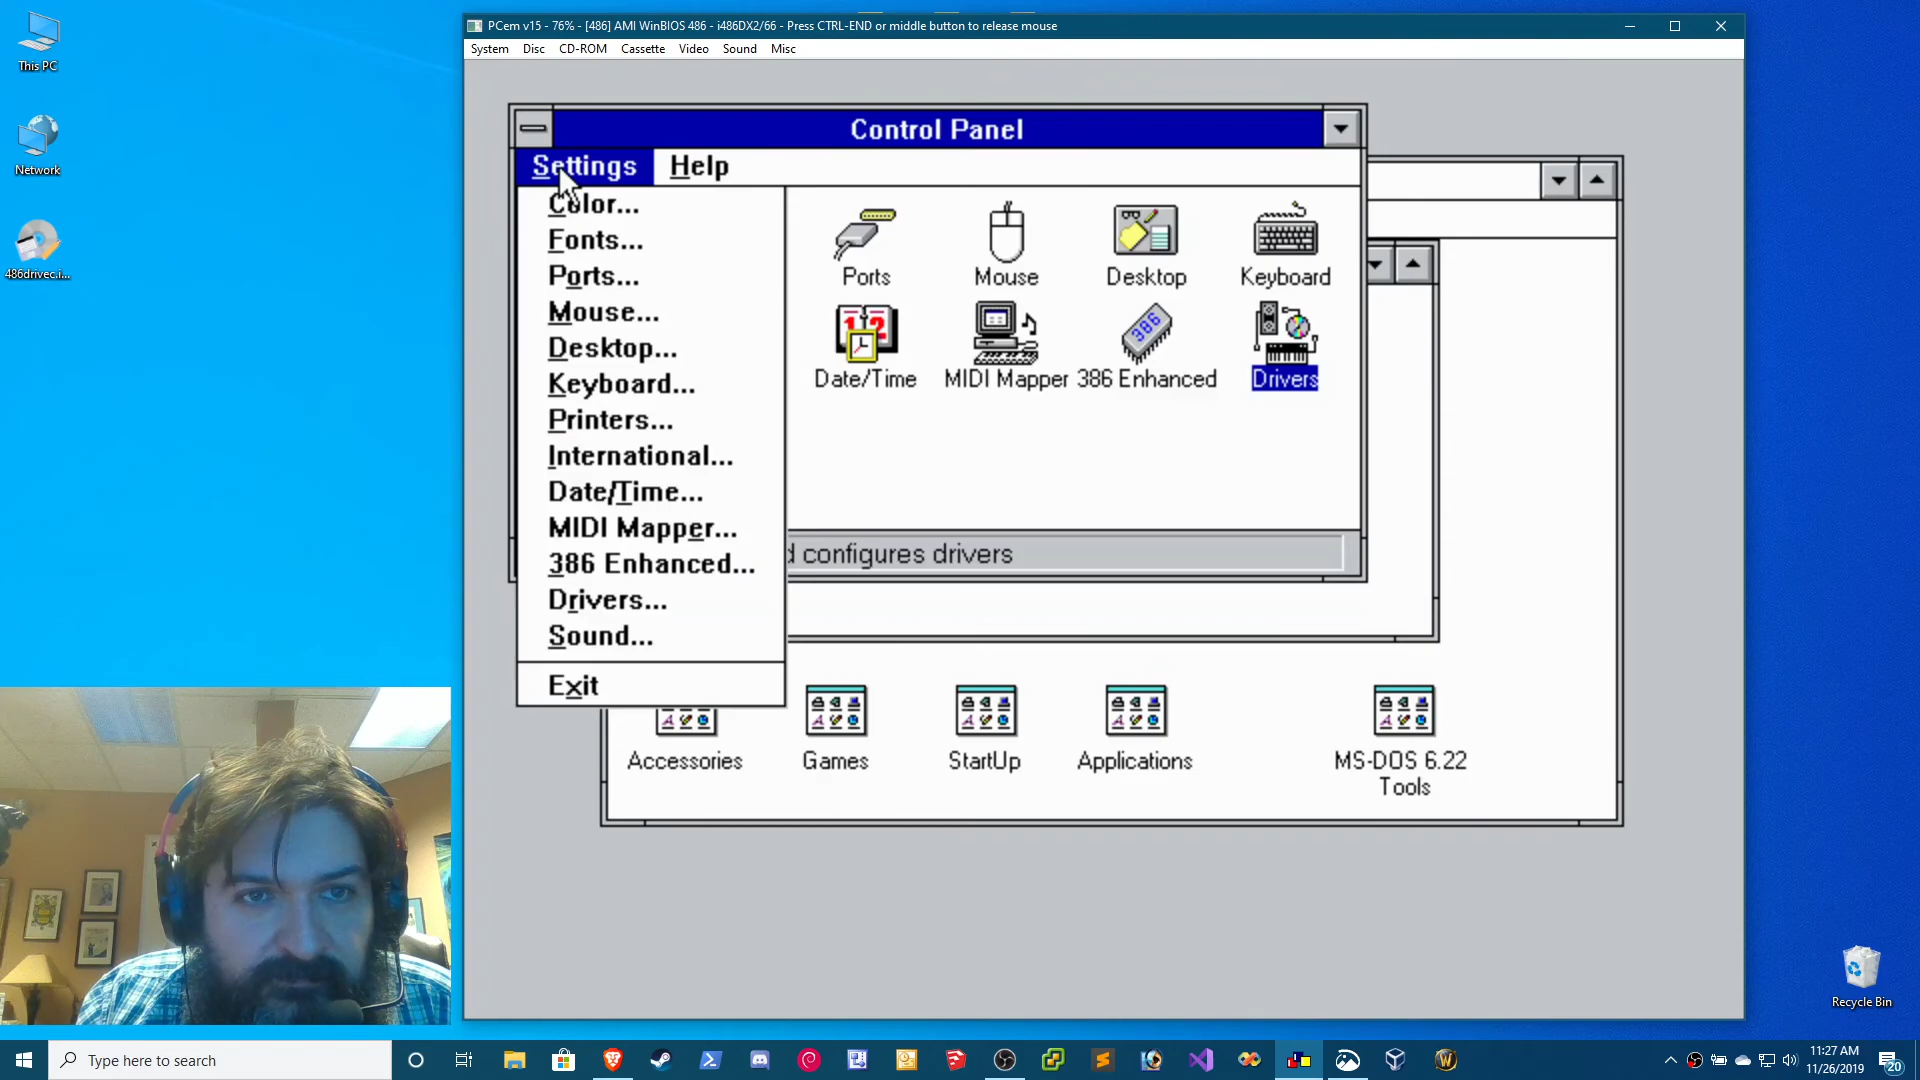 PCem v15 - 76% - [486] AMI WinBIOS 486 - i486DX2/66 - Press CTRL-END or middle button to release mouse
System Disc CD-ROM Cassette Video Sound Misc
This PC
Network
486drivec.i...
Control Panel
Settings Help
Color...
Fonts...
Ports...
Mouse...
Desktop...
Keyboard...
Printers...
International...
Date/Time...
MIDI Mapper...
386 Enhanced...
Drivers...
Sound...
Exit
Ports Mouse Desktop Keyboard
386
Date/Time MIDI Mapper 386 Enhanced Drivers
d configures drivers
Accessories Games StartUp Applications MS-DOS 6.22
Tools
Recycle Bin
Type here to search
11:27 AM
11/26/2019
20